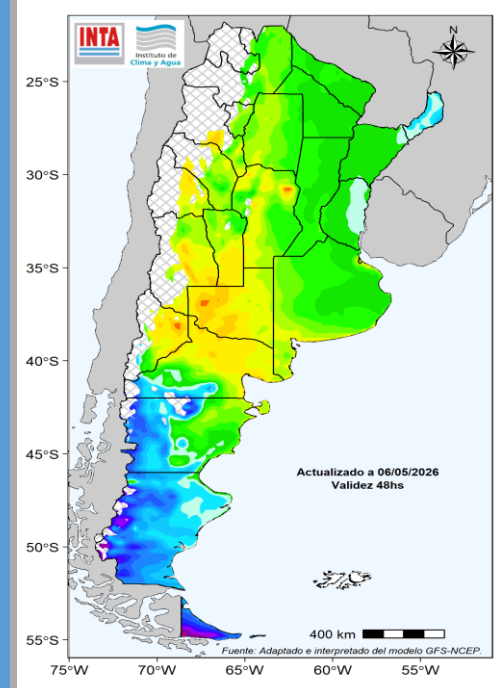 INTA
Instituto de
Clima y Agua
N
25°S
30°S
35°S
40°S
45°S
50°S
55°S
Actualizado a 06/05/2026
Validez 48hs
400 km
Fuente: Adaptado e interpretado del modelo GFS-NCEP.
75°W
70°W
65°W
60°W
55°W